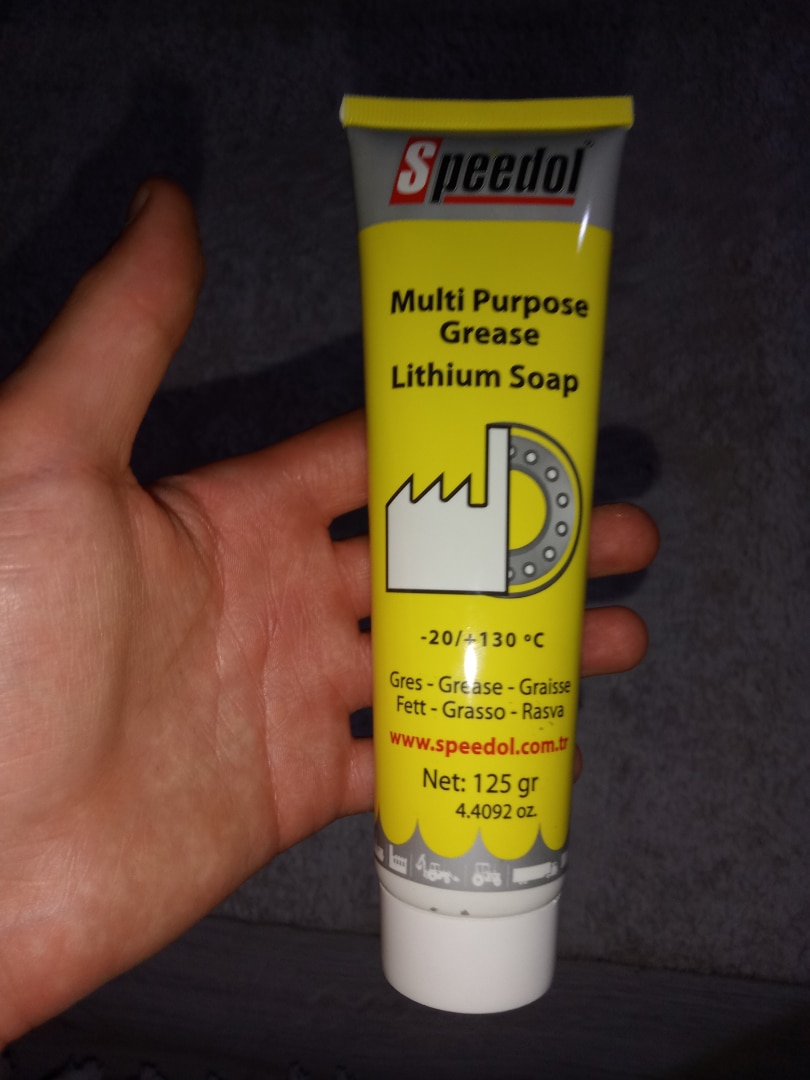 Speedol
Multi Purpose
Grease
Lithium Soap
-20/+130 ºC
Gres - Grease - Graisse
Fett - Grasso - Rasva
www.speedol.com.tr
Net: 125 gr
4.4092 oz.